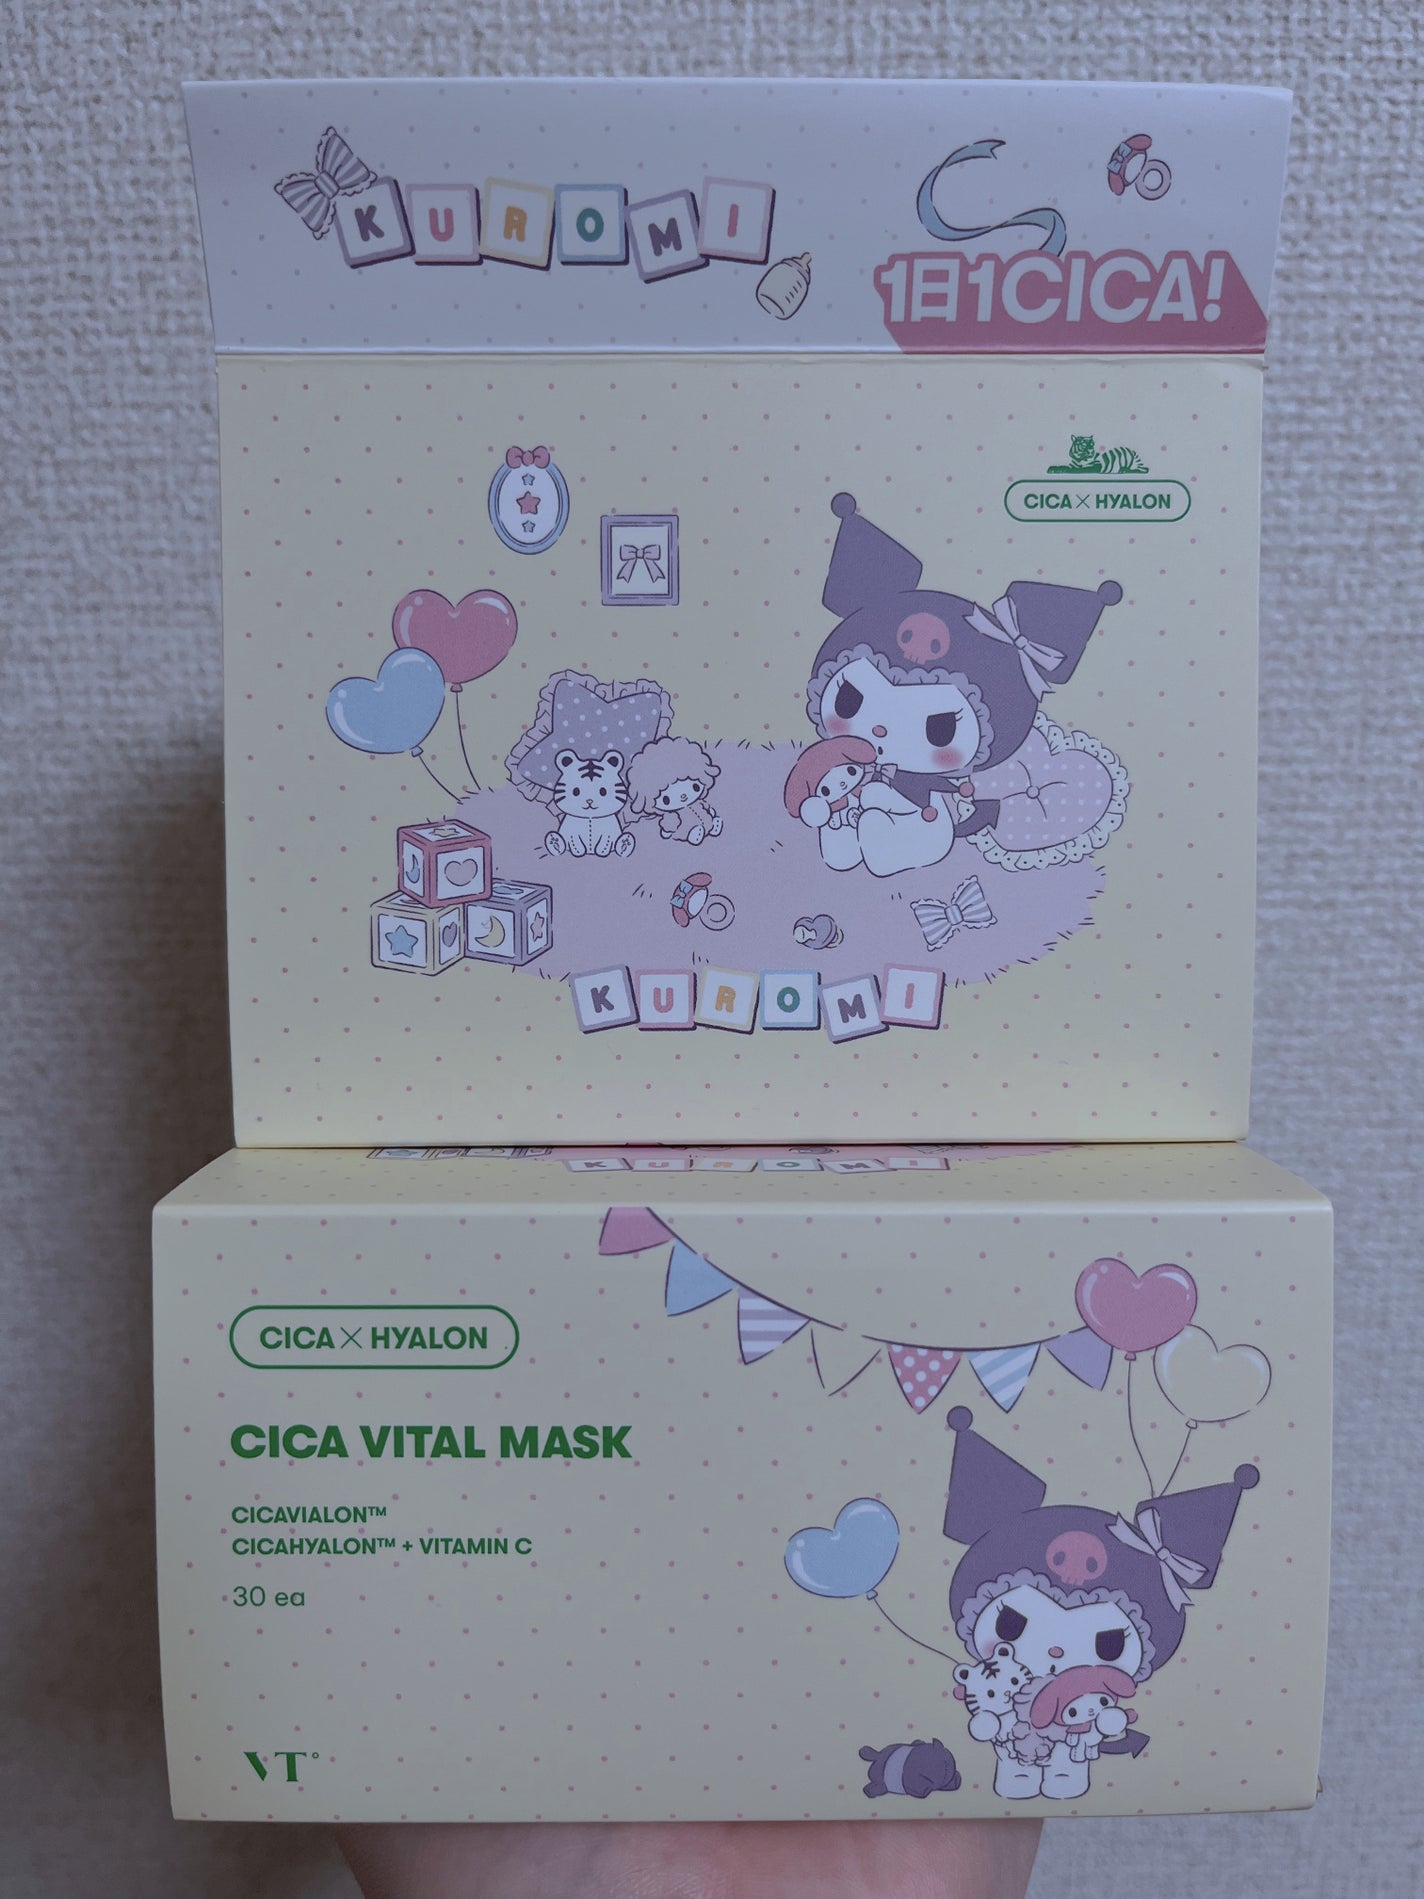 KUROMI
1日1CICA!
CICA×HYALON
KUROMI
KUROMI
CICA×HYALON
CICA VITAL MASK
CICAVIALON™
CICAHYALON™ + VITAMIN C
30 ea
VT°